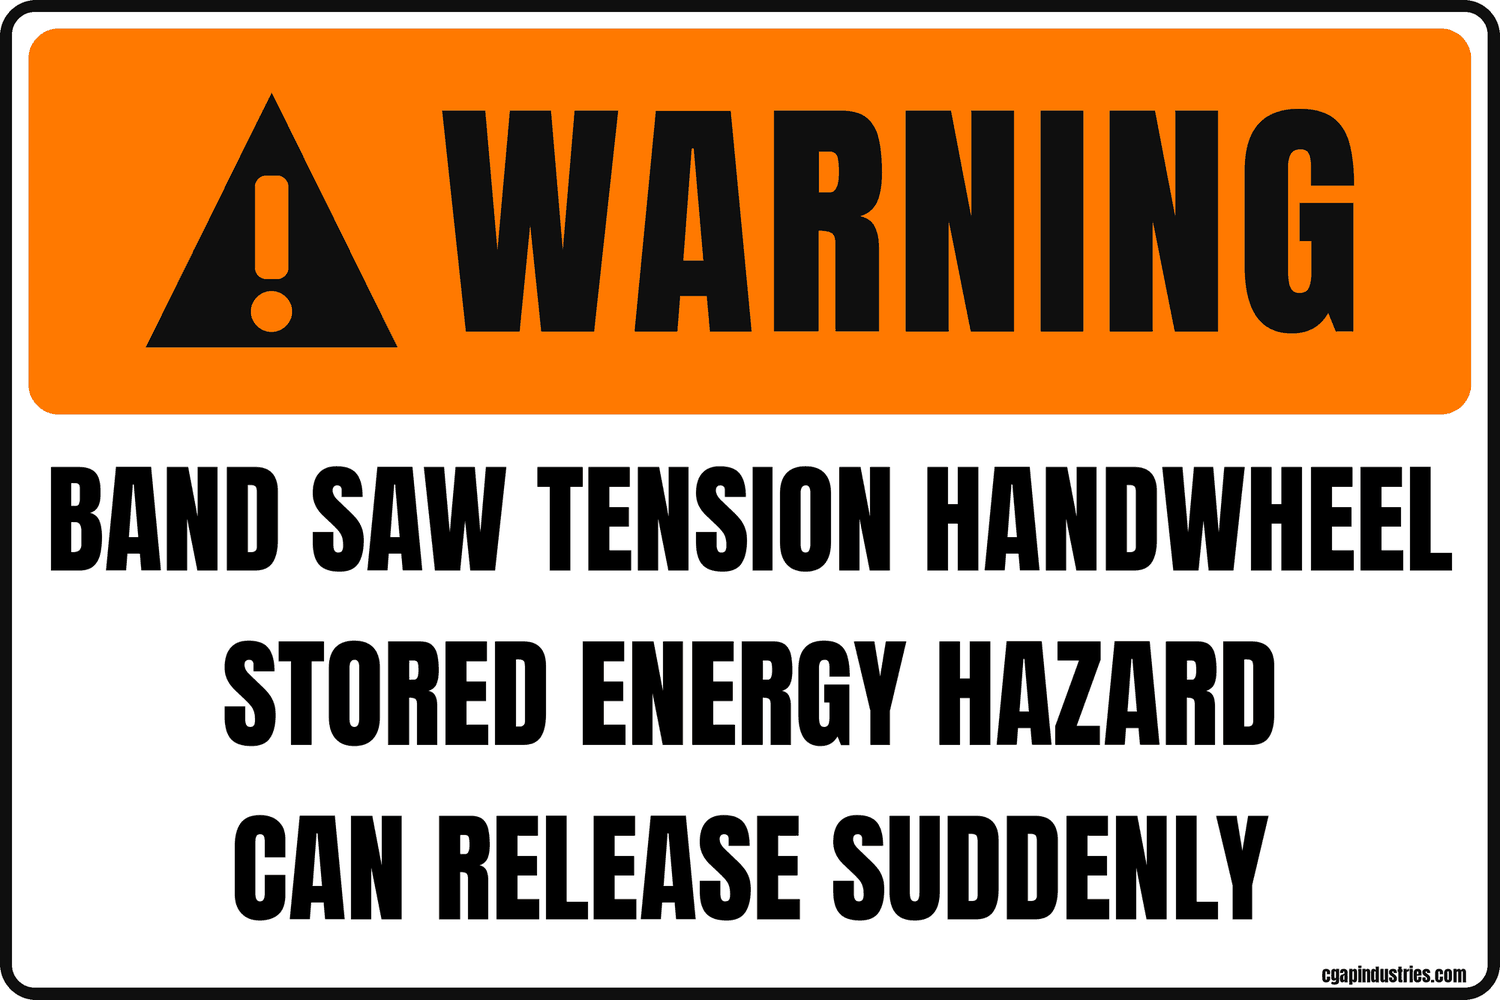 WARNING
BAND SAW TENSION HANDWHEEL
STORED ENERGY HAZARD
CAN RELEASE SUDDENLY
cgapindustries.com